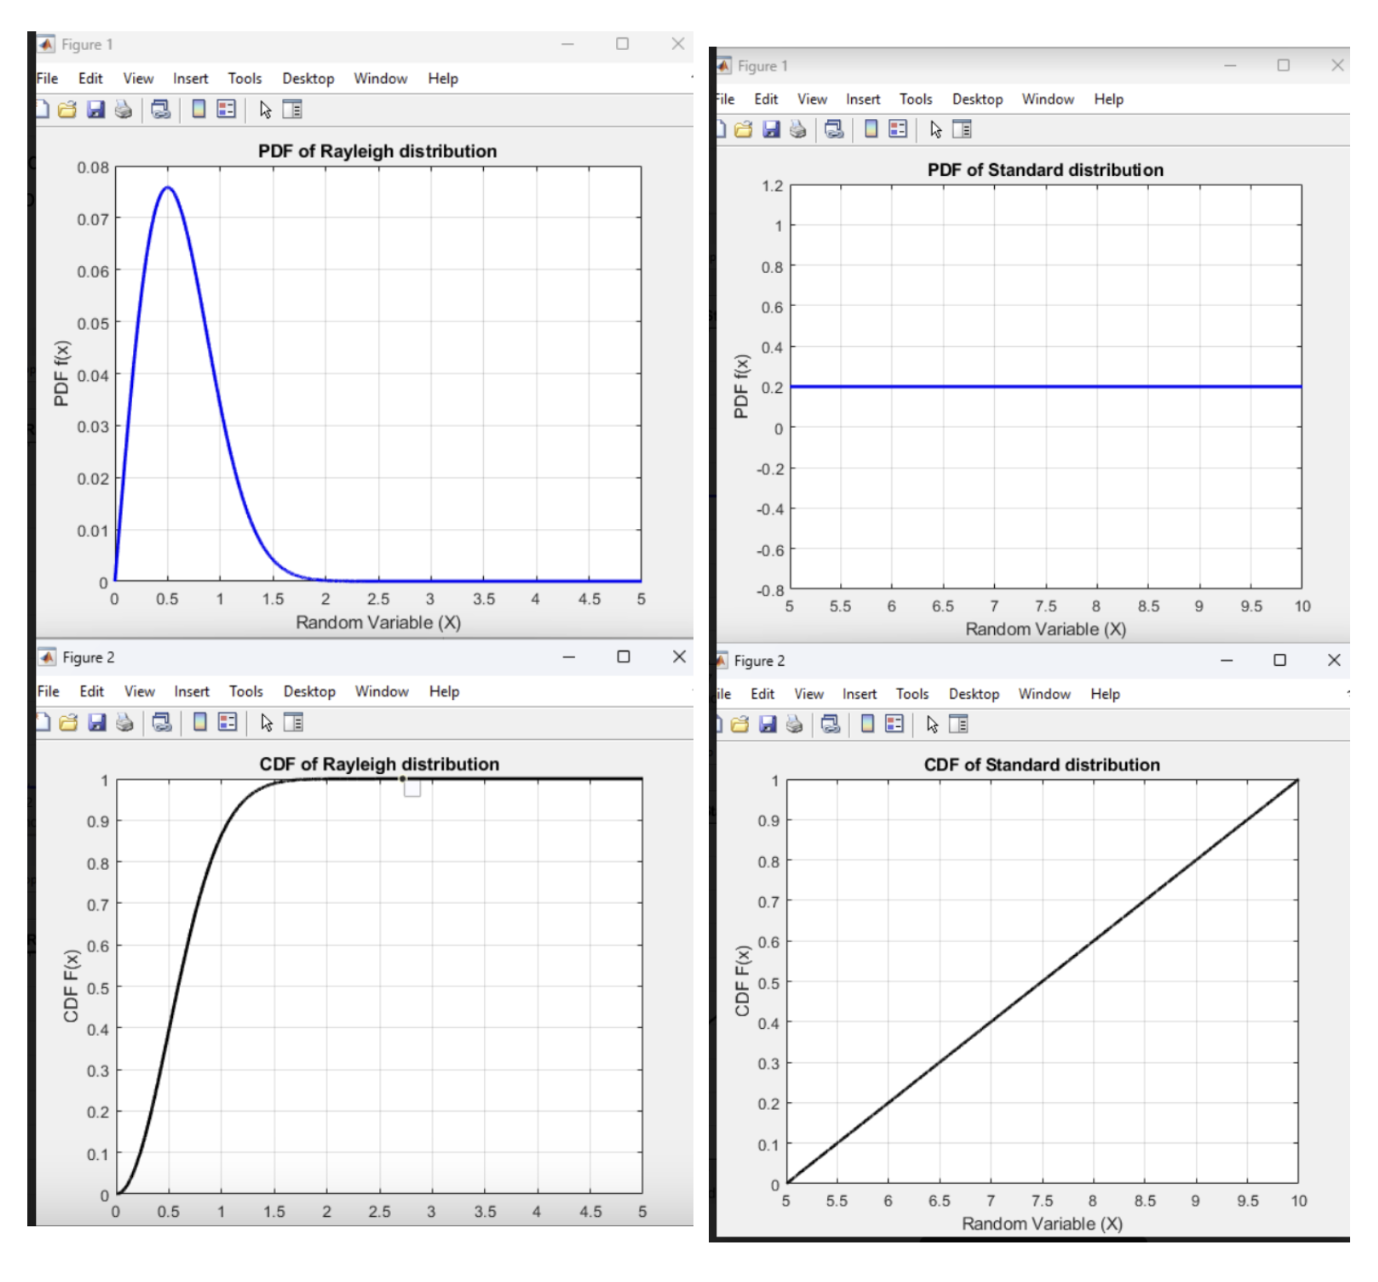 Figure 1
File Edit View Insert Tools Desktop Window Help
PDF of Rayleigh distribution
0.08
0.07
0.06
0.05
0.04
0.03
0.02
0.01
0
PDF f(x)
0 0.5 1 1.5 2 2.5 3 3.5 4 4.5 5
Random Variable (X)
Figure 2
File Edit View Insert Tools Desktop Window Help
CDF of Rayleigh distribution
1
0.9
0.8
0.7
0.6
0.5
0.4
0.3
0.2
0.1
0
CDF F(x)
0 0.5 1 1.5 2 2.5 3 3.5 4 4.5 5
Figure 1
File Edit View Insert Tools Desktop Window Help
PDF of Standard distribution
1.2
1
0.8
0.6
0.4
0.2
0
-0.2
-0.4
-0.6
-0.8
PDF f(x)
5 5.5 6 6.5 7 7.5 8 8.5 9 9.5 10
Random Variable (X)
Figure 2
ile Edit View Insert Tools Desktop Window Help
CDF of Standard distribution
1
0.9
0.8
0.7
0.6
0.5
0.4
0.3
0.2
0.1
0
CDF F(x)
5 5.5 6 6.5 7 7.5 8 8.5 9 9.5 10
Random Variable (X)